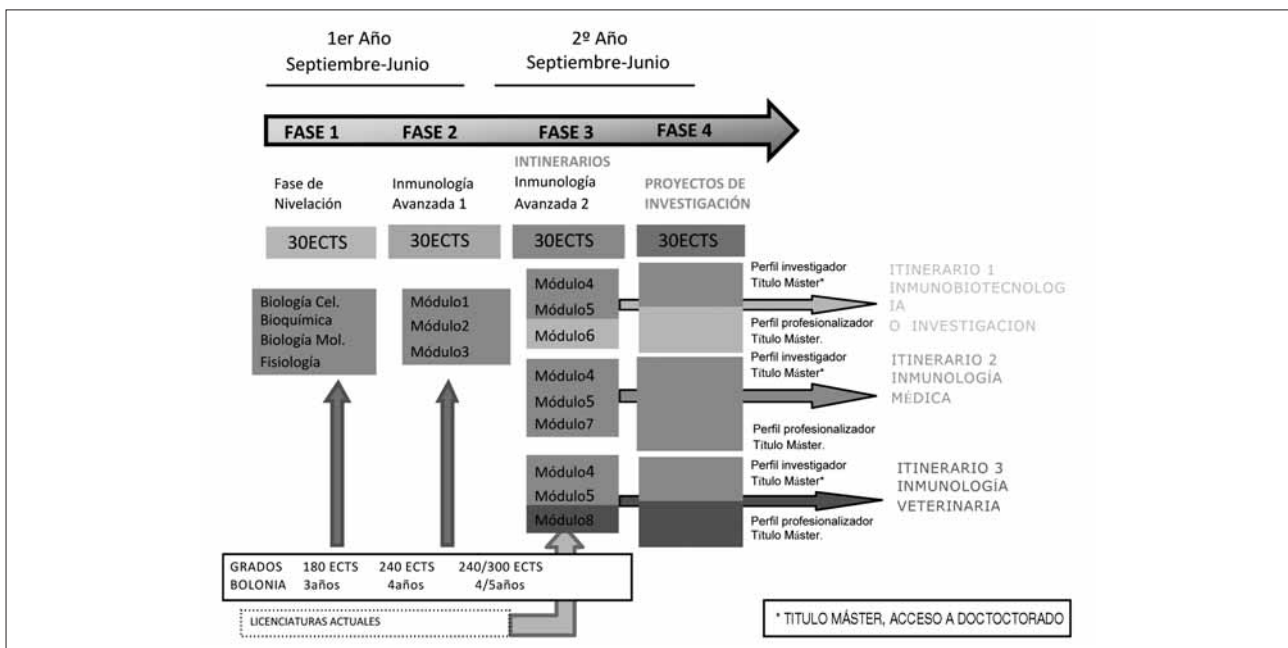 1er Año
Septiembre-Junio
2º Año
Septiembre-Junio
FASE 1
FASE 2
FASE 3
FASE 4
Fase de
Nivelación
Inmunología
Avanzada 1
INTINERARIOS
Inmunología
Avanzada 2
PROYECTOS DE
INVESTIGACIÓN
30ECTS
30ECTS
30ECTS
30ECTS
Biología Cel.
Bioquímica
Biología Mol.
Fisiología
Módulo1
Módulo2
Módulo3
Módulo4
Módulo5
Módulo6
Perfil investigador
Título Máster*
Perfil profesionalizador
Título Máster.
ITINERARIO 1
INMUNOBIOTECNOLOG
IA
O INVESTIGACION
Módulo4
Módulo5
Módulo7
Perfil investigador
Título Máster*
Perfil profesionalizador
Título Máster.
ITINERARIO 2
INMUNOLOGÍA
MÉDICA
Módulo4
Módulo5
Módulo8
Perfil investigador
Título Máster*
Perfil profesionalizador
Título Máster.
ITINERARIO 3
INMUNOLOGÍA
VETERINARIA
GRADOS 180 ECTS 240 ECTS 240/300 ECTS
BOLONIA 3años 4años 4/5años
LICENCIATURAS ACTUALES
* TITULO MÁSTER, ACCESO A DOCTOCTORADO